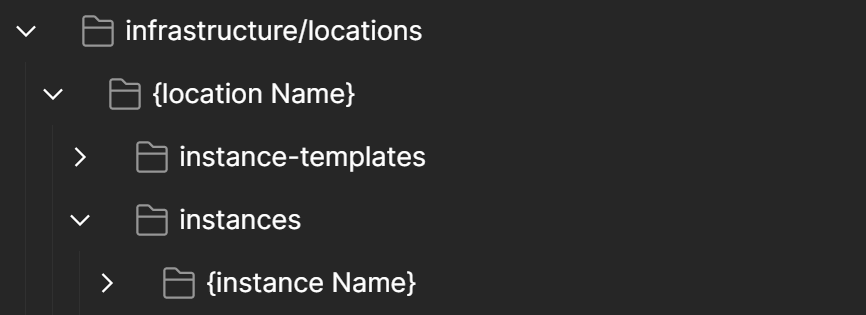 infrastructure/locations
{location Name}
instance-templates
instances
{instance Name}